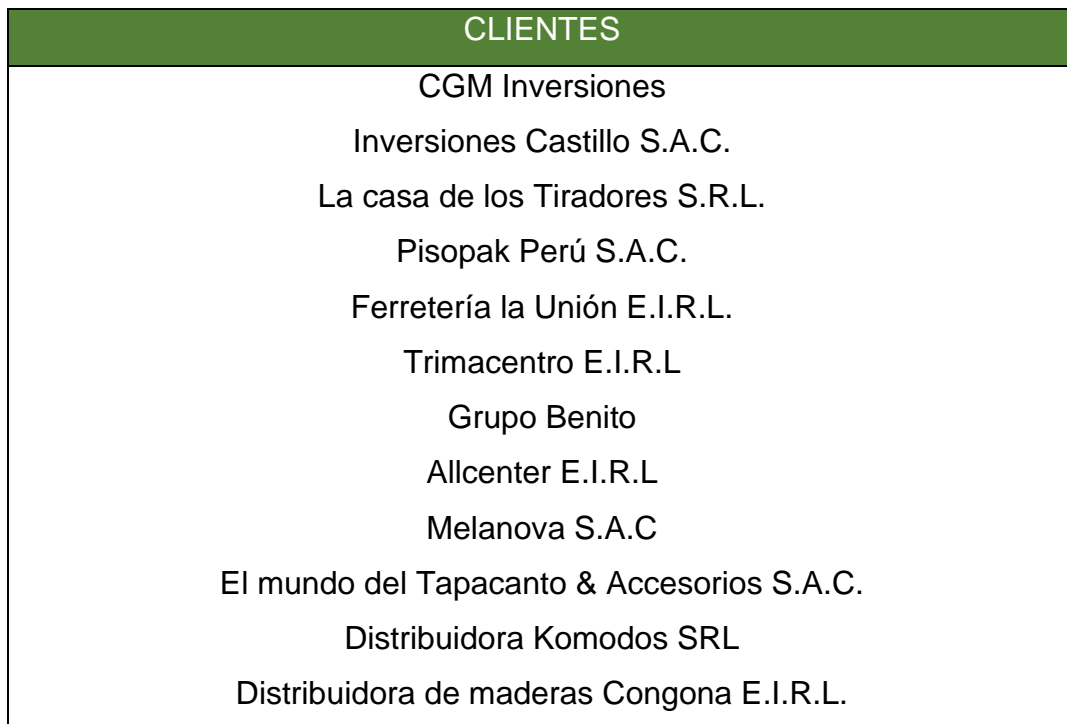 CLIENTES
CGM Inversiones
Inversiones Castillo S.A.C.
La casa de los Tiradores S.R.L.
Pisopak Perú S.A.C.
Ferretería la Unión E.I.R.L.
Trimacentro E.I.R.L
Grupo Benito
Allcenter E.I.R.L
Melanova S.A.C
El mundo del Tapacanto & Accesorios S.A.C.
Distribuidora Komodos SRL
Distribuidora de maderas Congona E.I.R.L.